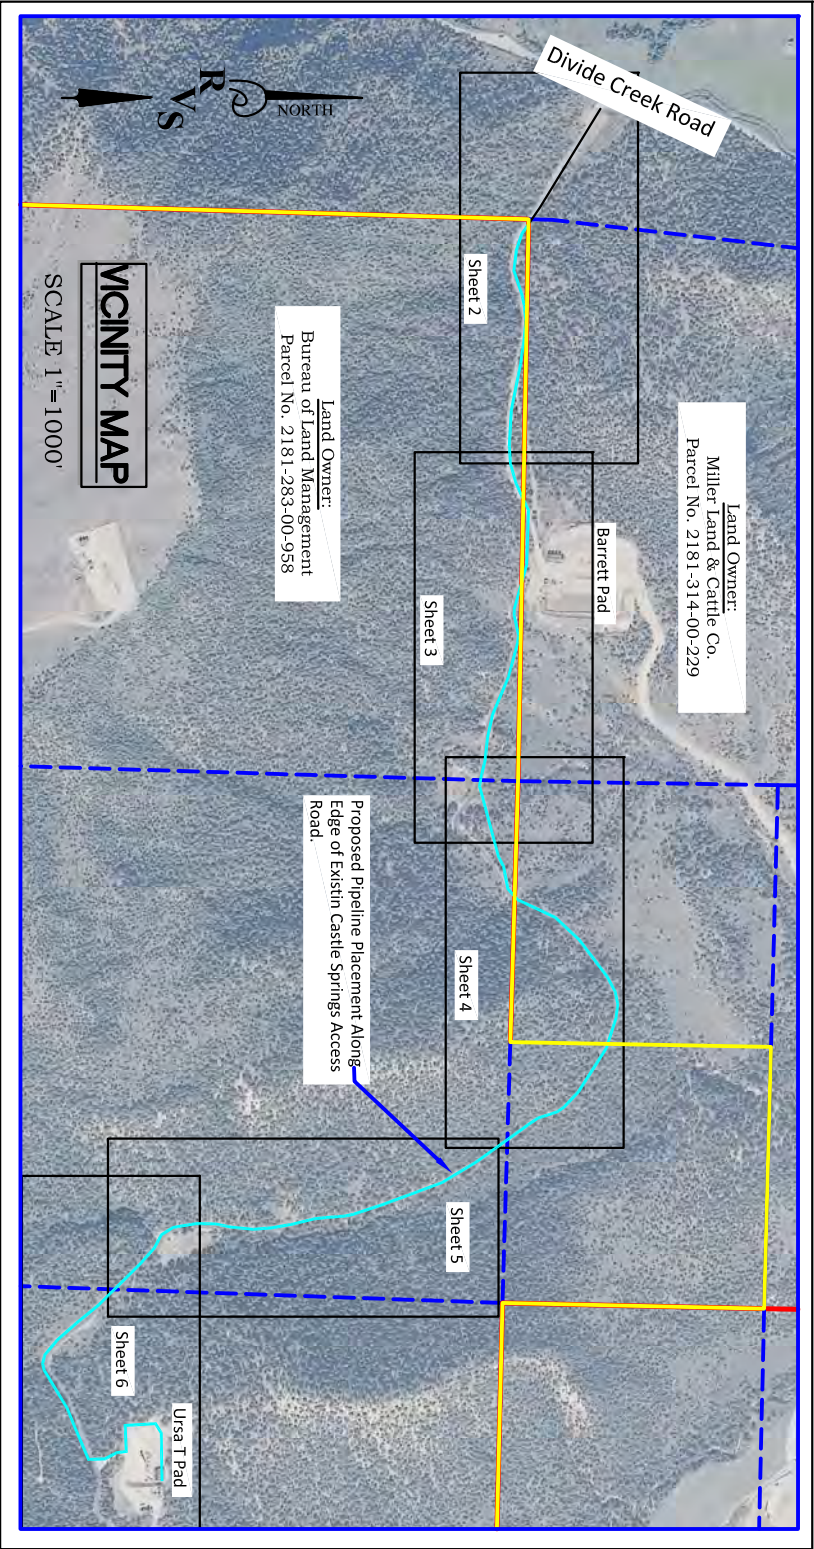 Divide Creek Road
R
V
S
NORTH
Sheet 2
Land Owner:
Miller Land & Cattle Co.
Parcel No. 2181-314-00-229
Barrett Pad
Land Owner:
Bureau of Land Management
Parcel No. 2181-283-00-958
VICINITY MAP
SCALE 1"=1000'
Sheet 3
Sheet 4
Proposed Pipeline Placement Along
Edge of Existin Castle Springs Access
Road.
Sheet 5
Sheet 6
Ursa T Pad